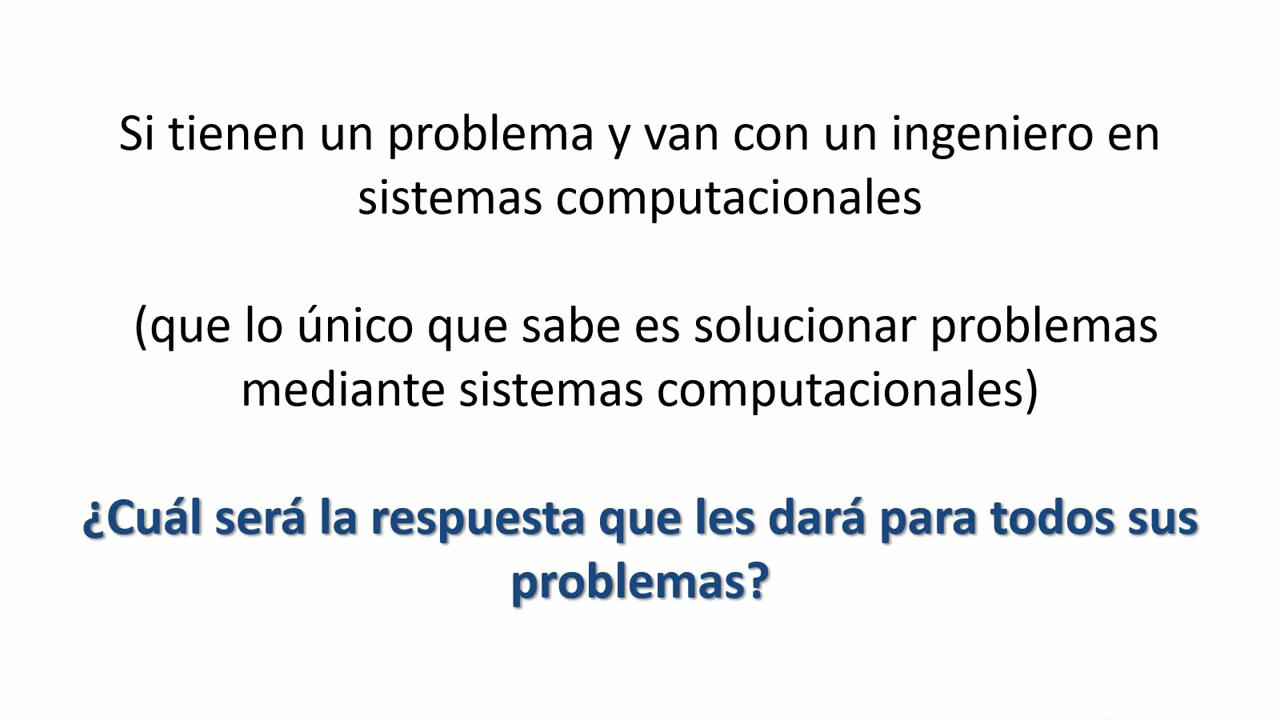 Si tienen un problema y van con un ingeniero en
sistemas computacionales
(que lo único que sabe es solucionar problemas
mediante sistemas computacionales)
¿Cuál será la respuesta que les dará para todos sus
problemas?